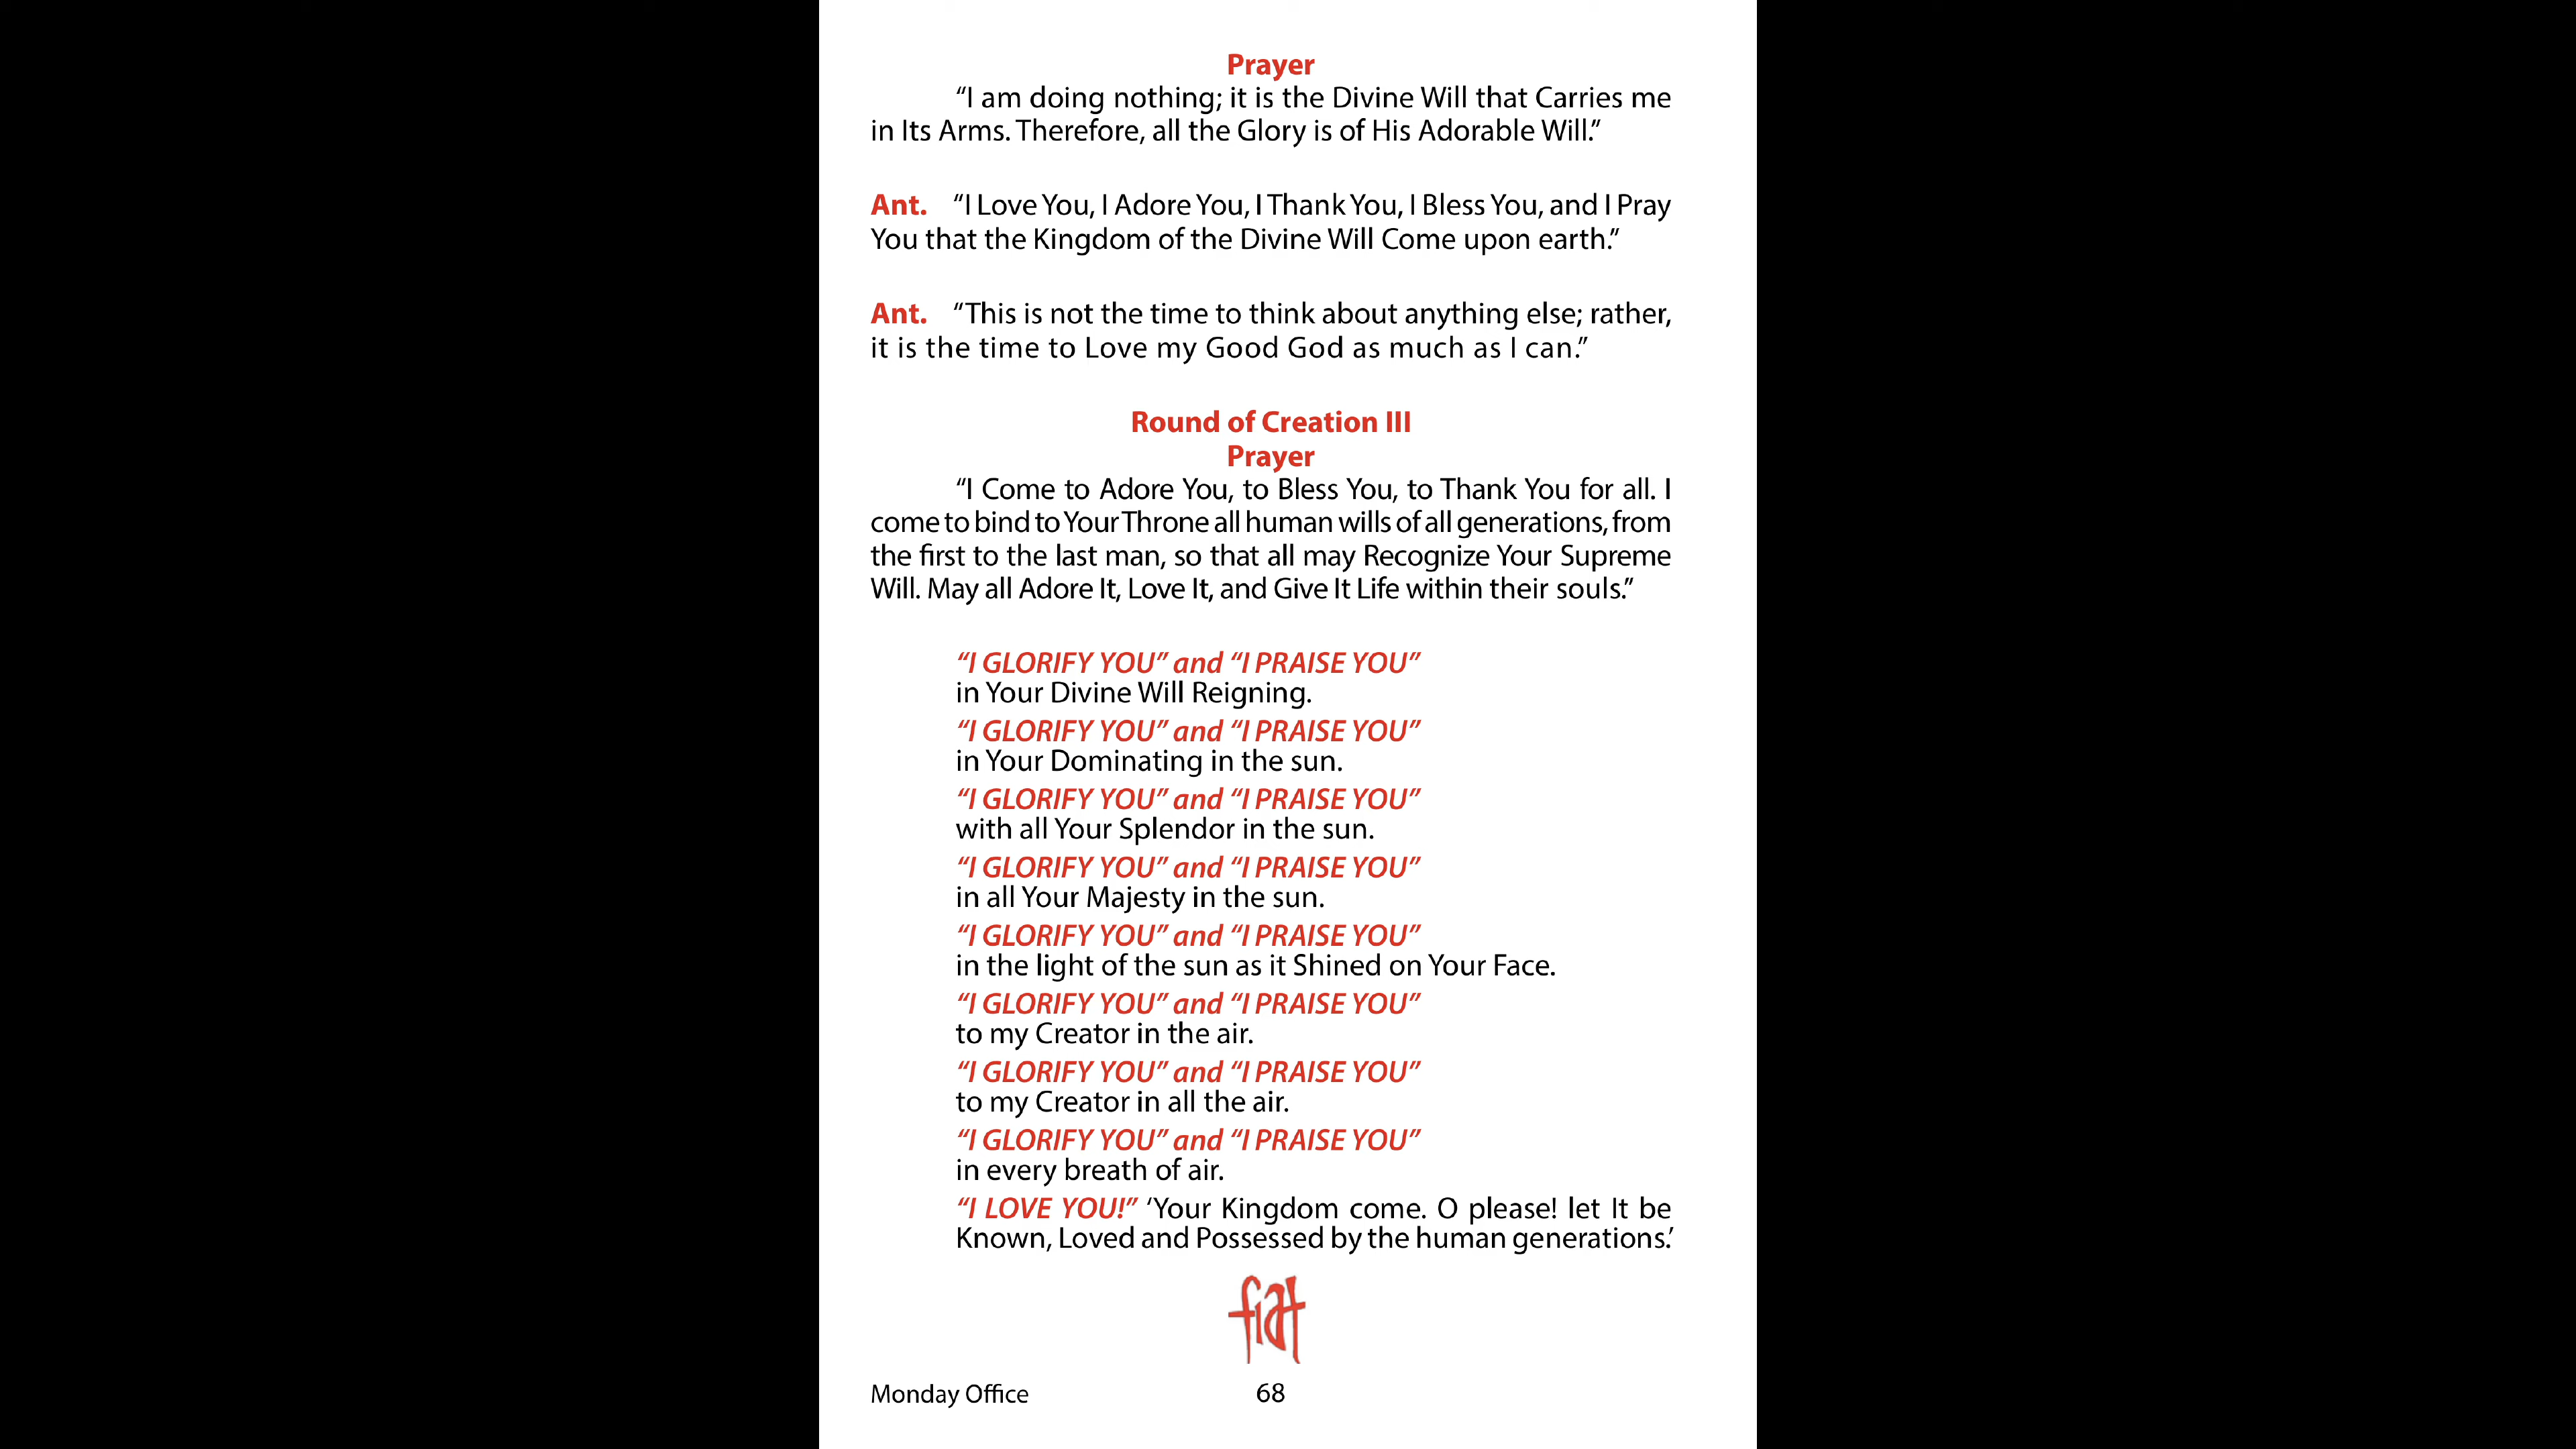 Prayer
“I am doing nothing; it is the Divine Will that Carries me
in Its Arms. Therefore, all the Glory is of His Adorable Will.”
Ant. “I Love You, I Adore You, I Thank You, I Bless You, and I Pray
You that the Kingdom of the Divine Will Come upon earth.”
Ant. “This is not the time to think about anything else; rather,
it is the time to Love my Good God as much as I can.”
Round of Creation III
Prayer
“I Come to Adore You, to Bless You, to Thank You for all. I
come to bind to Your Throne all human wills of all generations, from
the first to the last man, so that all may Recognize Your Supreme
Will. May all Adore It, Love It, and Give It Life within their souls.”
“I GLORIFY YOU” and “I PRAISE YOU”
in Your Divine Will Reigning.
“I GLORIFY YOU” and “I PRAISE YOU”
in Your Dominating in the sun.
“I GLORIFY YOU” and “I PRAISE YOU”
with all Your Splendor in the sun.
“I GLORIFY YOU” and “I PRAISE YOU”
in all Your Majesty in the sun.
“I GLORIFY YOU” and “I PRAISE YOU”
in the light of the sun as it Shined on Your Face.
“I GLORIFY YOU” and “I PRAISE YOU”
to my Creator in the air.
“I GLORIFY YOU” and “I PRAISE YOU”
to my Creator in all the air.
“I GLORIFY YOU” and “I PRAISE YOU”
in every breath of air.
“I LOVE YOU!” ‘Your Kingdom come. O please! let It be
Known, Loved and Possessed by the human generations.’
fiat
Monday Office 68